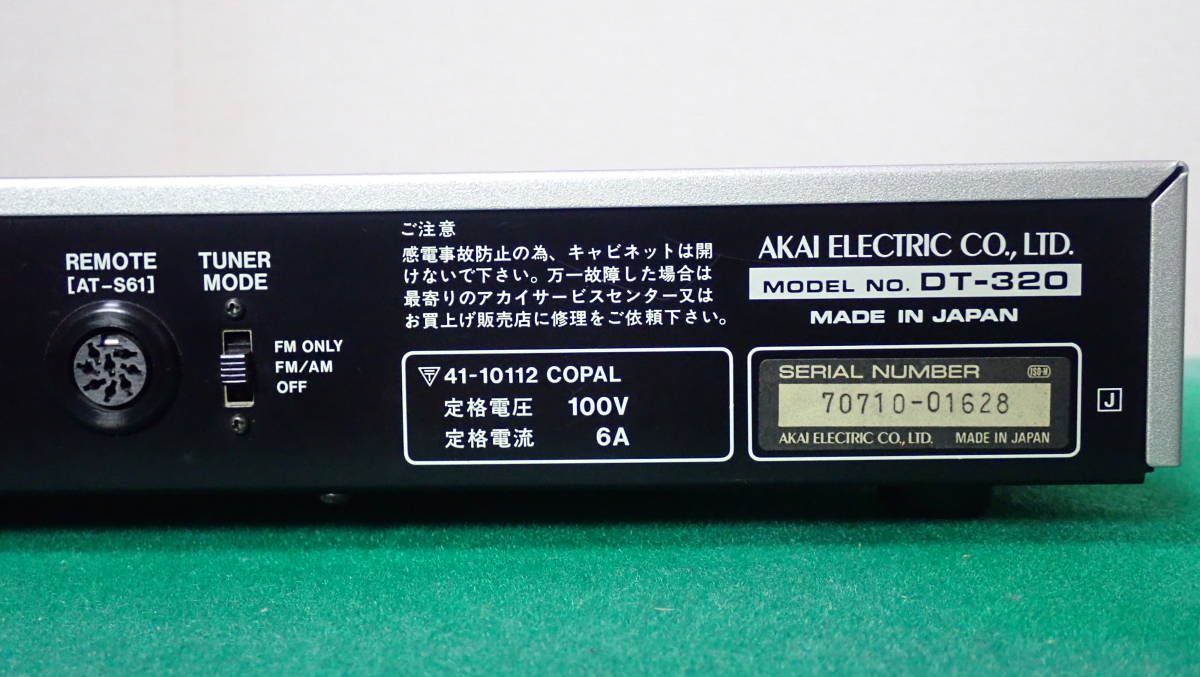 REMOTE
[AT-S61]
TUNER
MODE
FM ONLY
FM/AM
OFF
ご注意
感電事故防止の為、キャビネットは開
けないで下さい。万一故障した場合は
最寄りのアカイサービスセンター又は
お買上げ販売店に修理をご依頼下さい。
41-10112 COPAL
定格電圧 100V
定格電流 6A
AKAI ELECTRIC CO., LTD.
MODEL NO. DT-320
MADE IN JAPAN
SERIAL NUMBER
70710-01628
AKAI ELECTRIC CO., LTD. MADE IN JAPAN
J